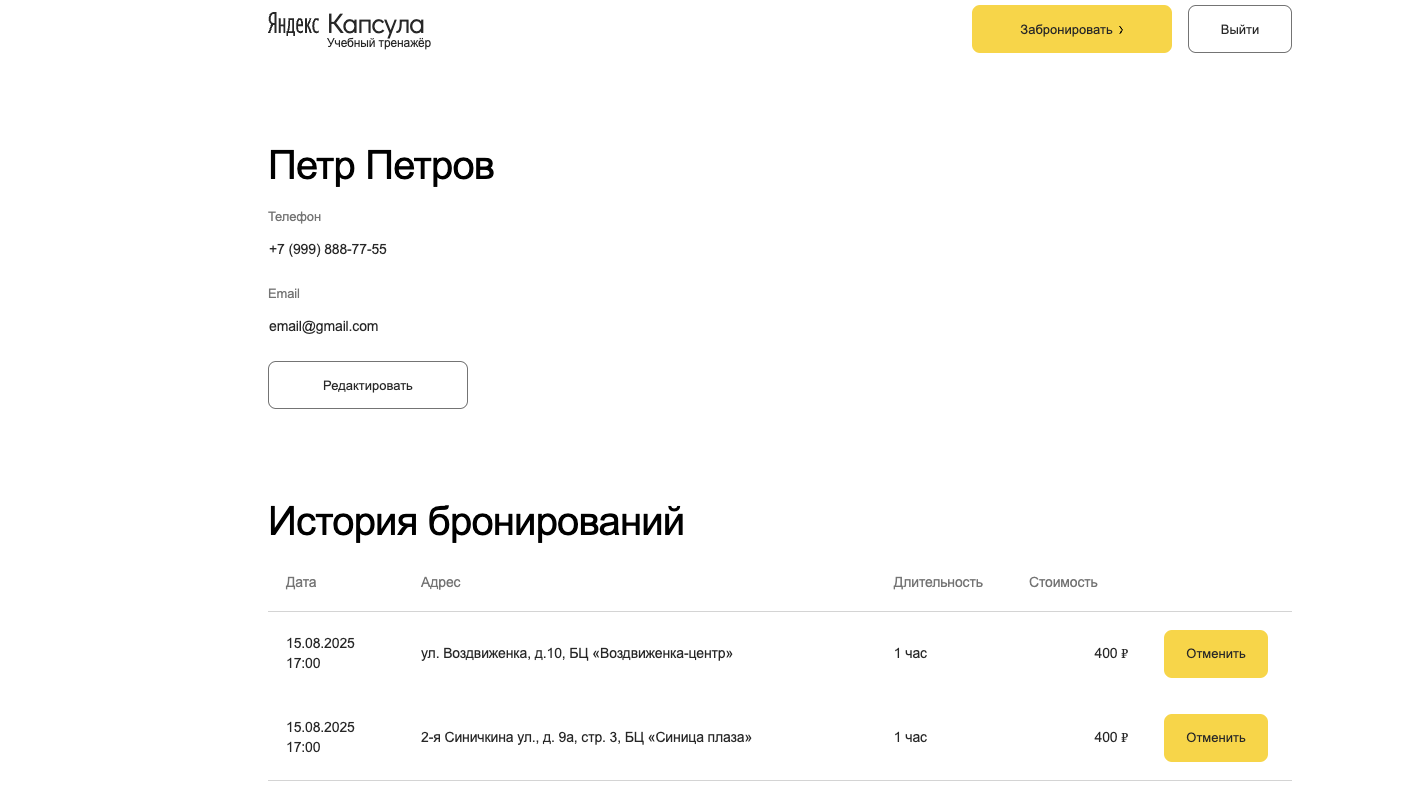 Яндекс Капсула
Учебный тренажёр
Забронировать ›
Выйти
Петр Петров
Телефон
+7 (999) 888-77-55
Email
email@gmail.com
Редактировать
История бронирований
Дата Адрес Длительность Стоимость
15.08.2025
17:00
ул. Воздвиженка, д.10, БЦ «Воздвиженка-центр» 1 час 400 ₽ Отменить
15.08.2025
17:00
2-я Синичкина ул., д. 9а, стр. 3, БЦ «Синица плаза» 1 час 400 ₽ Отменить